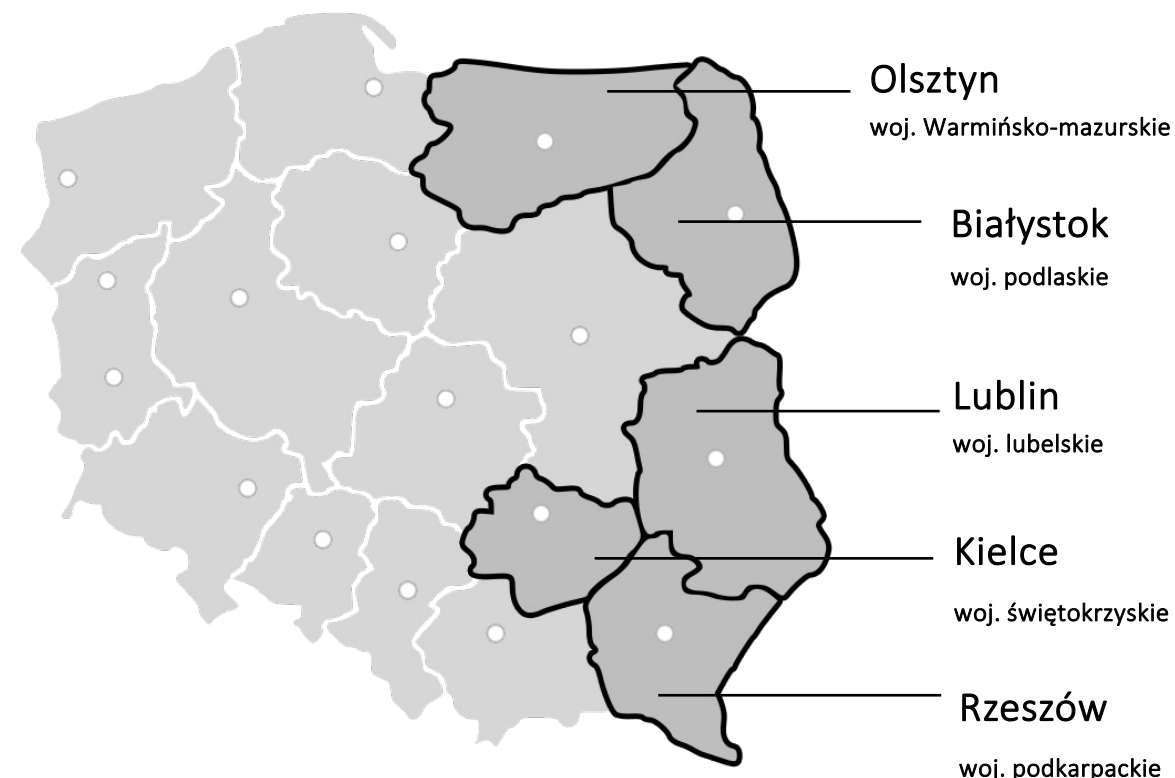 Olsztyn
woj. Warmińsko-mazurskie
Białystok
woj. podlaskie
Lublin
woj. lubelskie
Kielce
woj. świętokrzyskie
Rzeszów
woj. podkarpackie